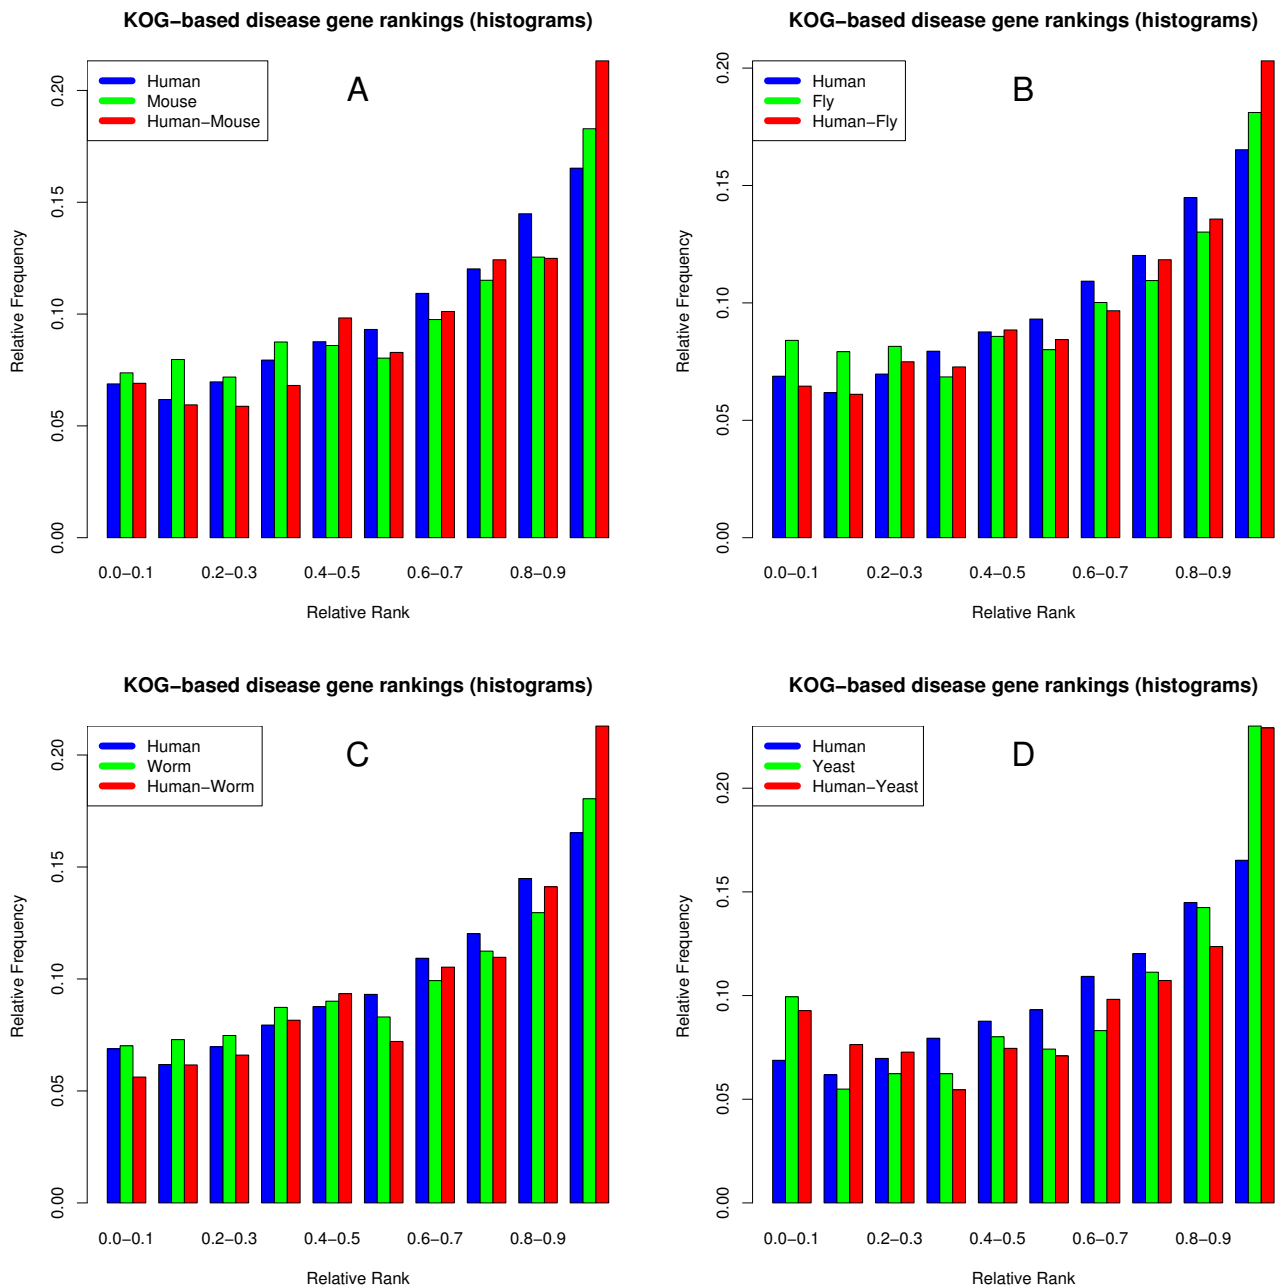 KOG−based disease gene rankings (histograms)
A
Human
Mouse
Human−Mouse
Relative Frequency
0.00
0.05
0.10
0.15
0.20
0.0−0.1
0.2−0.3
0.4−0.5
0.6−0.7
0.8−0.9
Relative Rank
KOG−based disease gene rankings (histograms)
B
Human
Fly
Human−Fly
Relative Frequency
0.00
0.05
0.10
0.15
0.20
0.0−0.1
0.2−0.3
0.4−0.5
0.6−0.7
0.8−0.9
Relative Rank
KOG−based disease gene rankings (histograms)
C
Human
Worm
Human−Worm
Relative Frequency
0.00
0.05
0.10
0.15
0.20
0.0−0.1
0.2−0.3
0.4−0.5
0.6−0.7
0.8−0.9
Relative Rank
KOG−based disease gene rankings (histograms)
D
Human
Yeast
Human−Yeast
Relative Frequency
0.00
0.05
0.10
0.15
0.20
0.0−0.1
0.2−0.3
0.4−0.5
0.6−0.7
0.8−0.9
Relative Rank